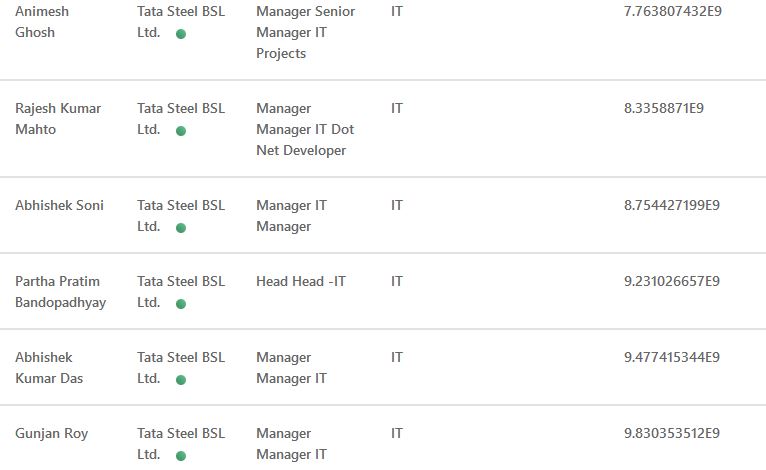 Animesh Tata Steel BSL Manager Senior IT 7.763807432E9
Ghosh Ltd. Manager IT
Projects
Rajesh Kumar Tata Steel BSL Manager IT 8.3358871E9
Mahto Ltd. Manager IT Dot
Net Developer
Abhishek Soni Tata Steel BSL Manager IT IT 8.754427199E9
Ltd. Manager
Partha Pratim Tata Steel BSL Head Head -IT IT 9.231026657E9
Bandopadhyay Ltd.
Abhishek Tata Steel BSL Manager IT 9.477415344E9
Kumar Das Ltd. Manager IT
Gunjan Roy Tata Steel BSL Manager IT 9.830353512E9
Ltd. Manager IT